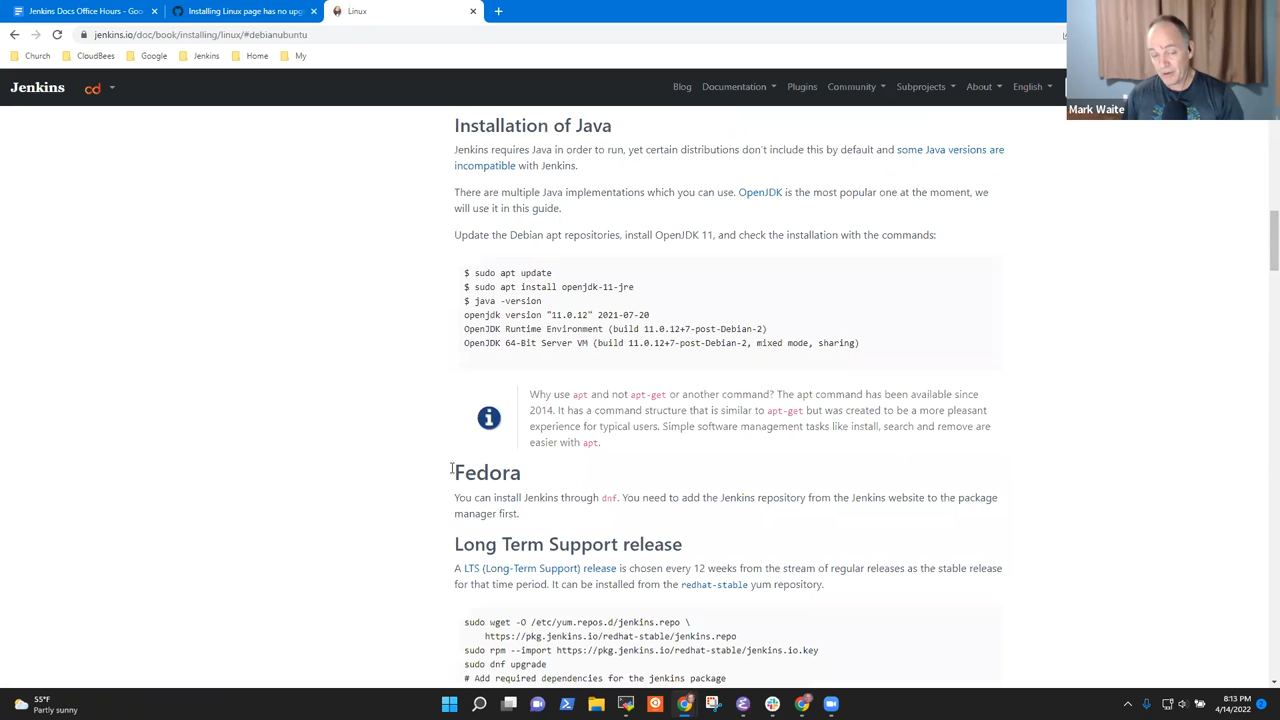 Jenkins Docs Office Hours - Goo
Installing Linux page has no upg
Linux
jenkins.io/doc/book/installing/linux/#debianubuntu
Church
CloudBees
Google
Jenkins
Home
My
Jenkins
cd
Blog
Documentation
Plugins
Community
Subprojects
About
English
Mark Waite
Installation of Java
Jenkins requires Java in order to run, yet certain distributions don't include this by default and some Java versions are
incompatible with Jenkins.
There are multiple Java implementations which you can use. OpenJDK is the most popular one at the moment, we
will use it in this guide.
Update the Debian apt repositories, install OpenJDK 11, and check the installation with the commands:
$ sudo apt update
$ sudo apt install openjdk-11-jre
$ java -version
openjdk version "11.0.12" 2021-07-20
OpenJDK Runtime Environment (build 11.0.12+7-post-Debian-2)
OpenJDK 64-Bit Server VM (build 11.0.12+7-post-Debian-2, mixed mode, sharing)
Why use apt and not apt-get or another command? The apt command has been available since
2014. It has a command structure that is similar to apt-get but was created to be a more pleasant
experience for typical users. Simple software management tasks like install, search and remove are
easier with apt.
Fedora
You can install Jenkins through dnf. You need to add the Jenkins repository from the Jenkins website to the package
manager first.
Long Term Support release
A LTS (Long-Term Support) release is chosen every 12 weeks from the stream of regular releases as the stable release
for that time period. It can be installed from the redhat-stable yum repository.
sudo wget -O /etc/yum.repos.d/jenkins.repo \
https://pkg.jenkins.io/redhat-stable/jenkins.repo
sudo rpm --import https://pkg.jenkins.io/redhat-stable/jenkins.io.key
sudo dnf upgrade
# Add required dependencies for the jenkins package
55°F
Partly sunny
8:13 PM
4/14/2022